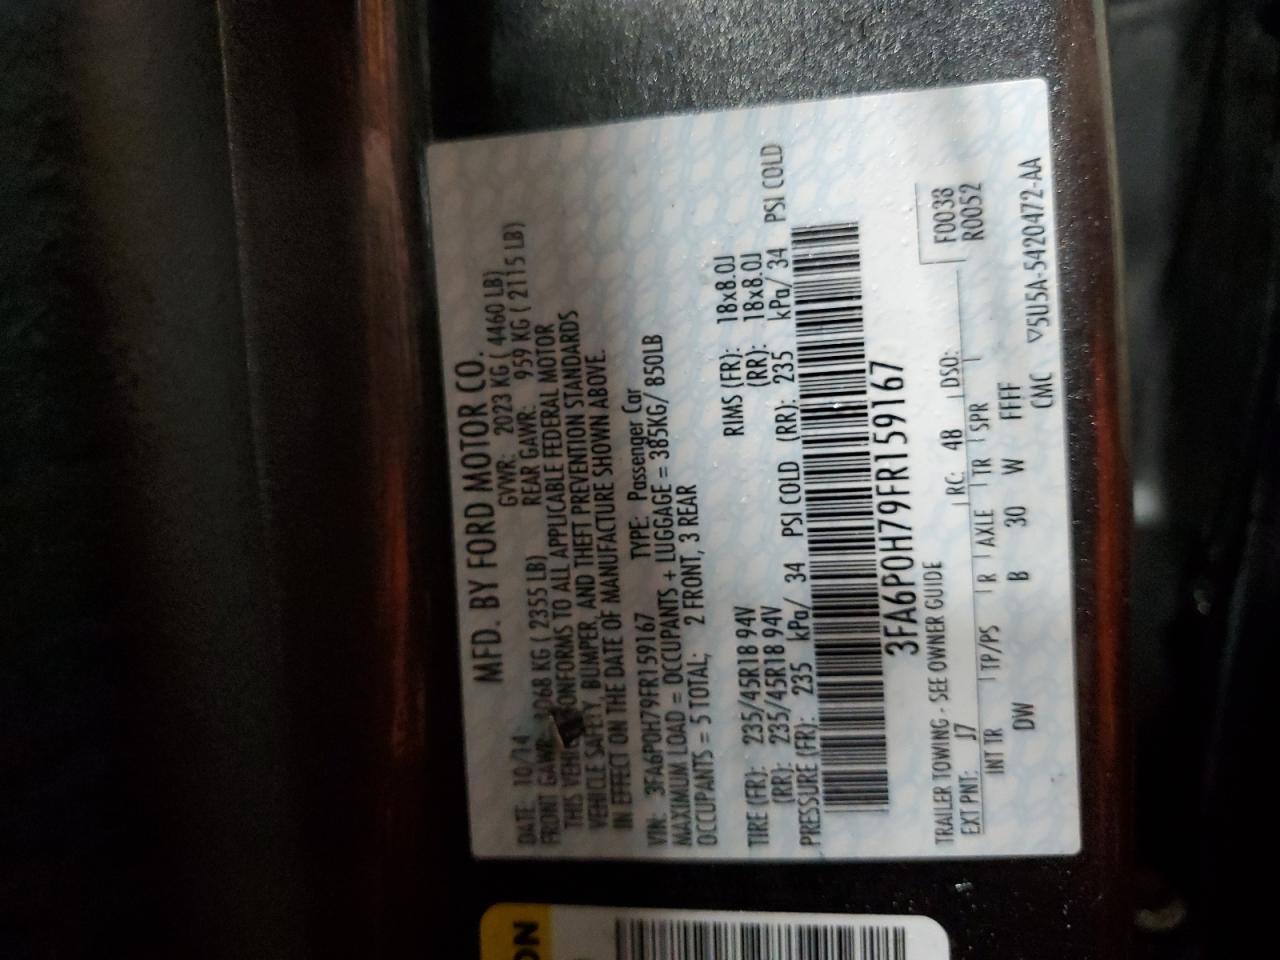 MFD. BY FORD MOTOR CO.
DATE: 10/14 GVWR: 2023 KG ( 4460 LB)
FRONT GAWR: 1068 KG ( 2355 LB) REAR GAWR: 959 KG ( 2115 LB)
THIS VEHICLE CONFORMS TO ALL APPLICABLE FEDERAL MOTOR
VEHICLE SAFETY, BUMPER, AND THEFT PREVENTION STANDARDS
IN EFFECT ON THE DATE OF MANUFACTURE SHOWN ABOVE.
VIN: 3FA6P0H79FR159167 TYPE: Passenger Car
MAXIMUM LOAD = OCCUPANTS + LUGGAGE = 385KG/ 850LB
OCCUPANTS = 5 TOTAL; 2 FRONT, 3 REAR
TIRE (FR): 235/45R18 94V RIMS (FR): 18x8.0J
(RR): 235/45R18 94V (RR): 18x8.0J
PRESSURE (FR): 235 kPa/ 34 PSI COLD (RR): 235 kPa/ 34 PSI COLD
3FA6P0H79FR159167
TRAILER TOWING - SEE OWNER GUIDE F0038
EXT PNT: J7 RC: 48 DSO: R0052
INT TR TP/PS R AXLE TR SPR
DW B 30 W FFFF
CMC ▽5U5A-5420472-AA
ON